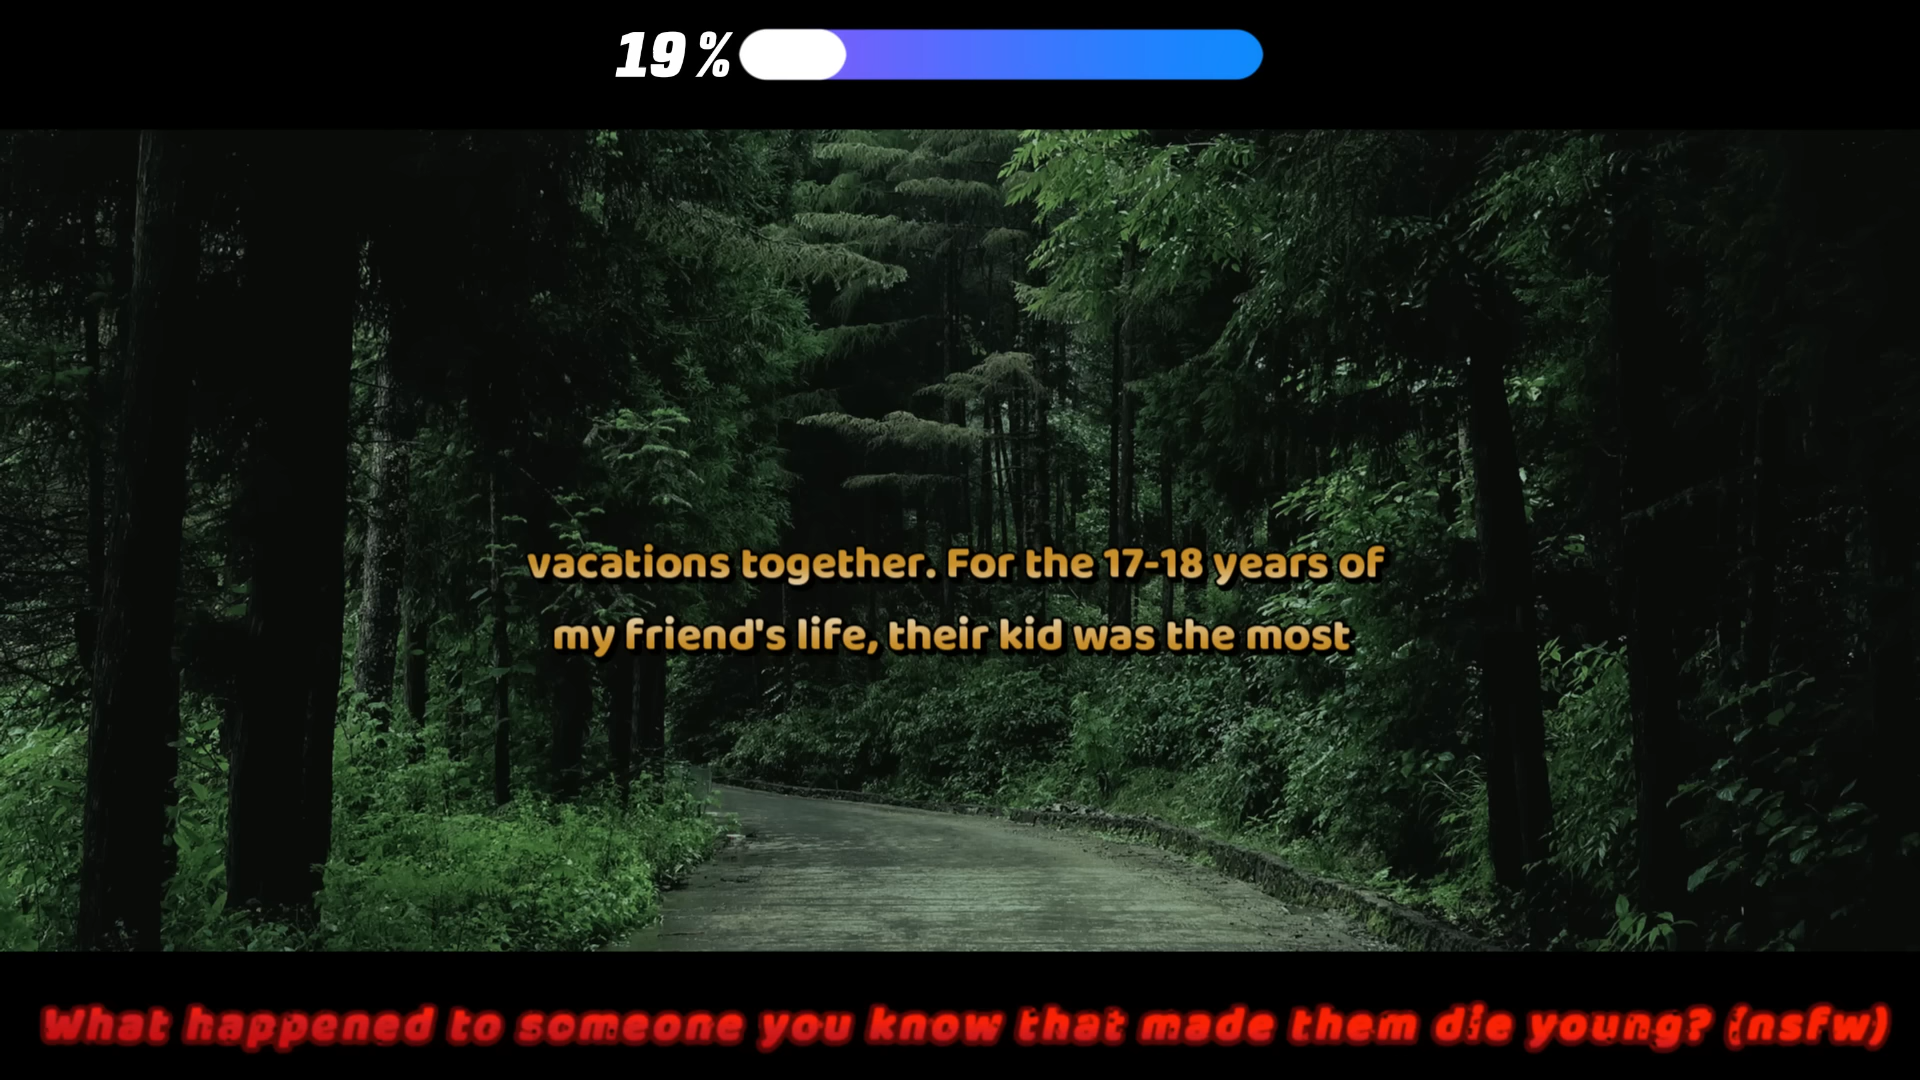 19%
vacations together. For the 17-18 years of
my friend's life, their kid was the most
What happened to someone you know that made them die young? (nsfw)